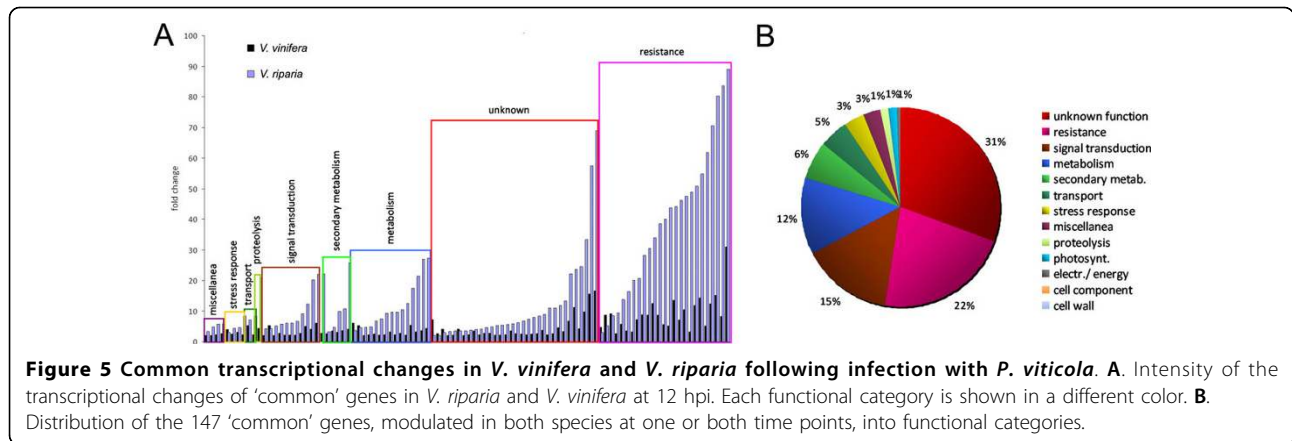 A
B
100
90
80
70
60
50
40
30
20
10
0
fold change
V. vinifera
V. riparia
miscellanea
stress response
transport
proteolysis
signal transduction
secondary metabolism
metabolism
unknown
resistance
31%
22%
15%
12%
6%
5%
3%
3%
1%
1%
1%
unknown function
resistance
signal transduction
metabolism
secondary metab.
transport
stress response
miscellanea
proteolysis
photosynt.
electr./ energy
cell component
cell wall
Figure 5 Common transcriptional changes in V. vinifera and V. riparia following infection with P. viticola. A. Intensity of the
transcriptional changes of ‘common’ genes in V. riparia and V. vinifera at 12 hpi. Each functional category is shown in a different color. B.
Distribution of the 147 ‘common’ genes, modulated in both species at one or both time points, into functional categories.